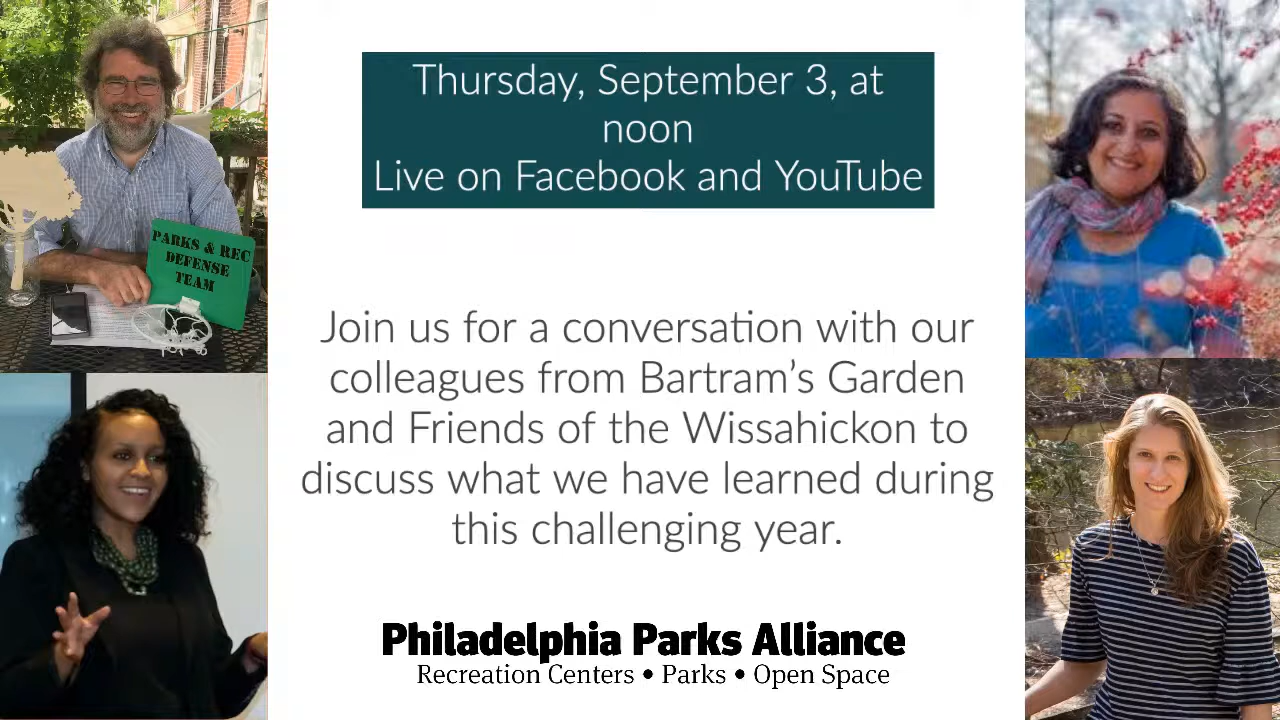 Thursday, September 3, at
noon
Live on Facebook and YouTube
PARKS & REC
DEFENSE
TEAM
Join us for a conversation with our
colleagues from Bartram’s Garden
and Friends of the Wissahickon to
discuss what we have learned during
this challenging year.
Philadelphia Parks Alliance
Recreation Centers • Parks • Open Space